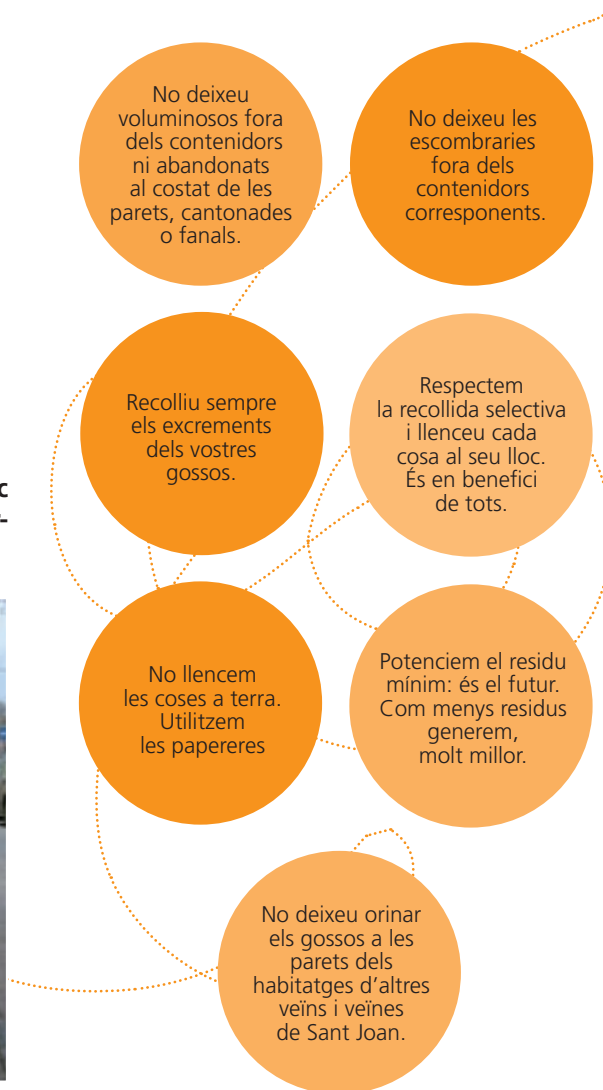 No deixeu
voluminosos fora
dels contenidors
ni abandonats
al costat de les
parets, cantonades
o fanals.
No deixeu les
escombraries
fora dels
contenidors
corresponents.
Recolliu sempre
els excrements
dels vostres
gossos.
Respectem
la recollida selectiva
i llenceu cada
cosa al seu lloc.
És en benefici
de tots.
No llencem
les coses a terra.
Utilitzem
les papereres
Potenciem el residu
mínim: és el futur.
Com menys residus
generem,
molt millor.
No deixeu orinar
els gossos a les
parets dels
habitatges d’altres
veïns i veïnes
de Sant Joan.